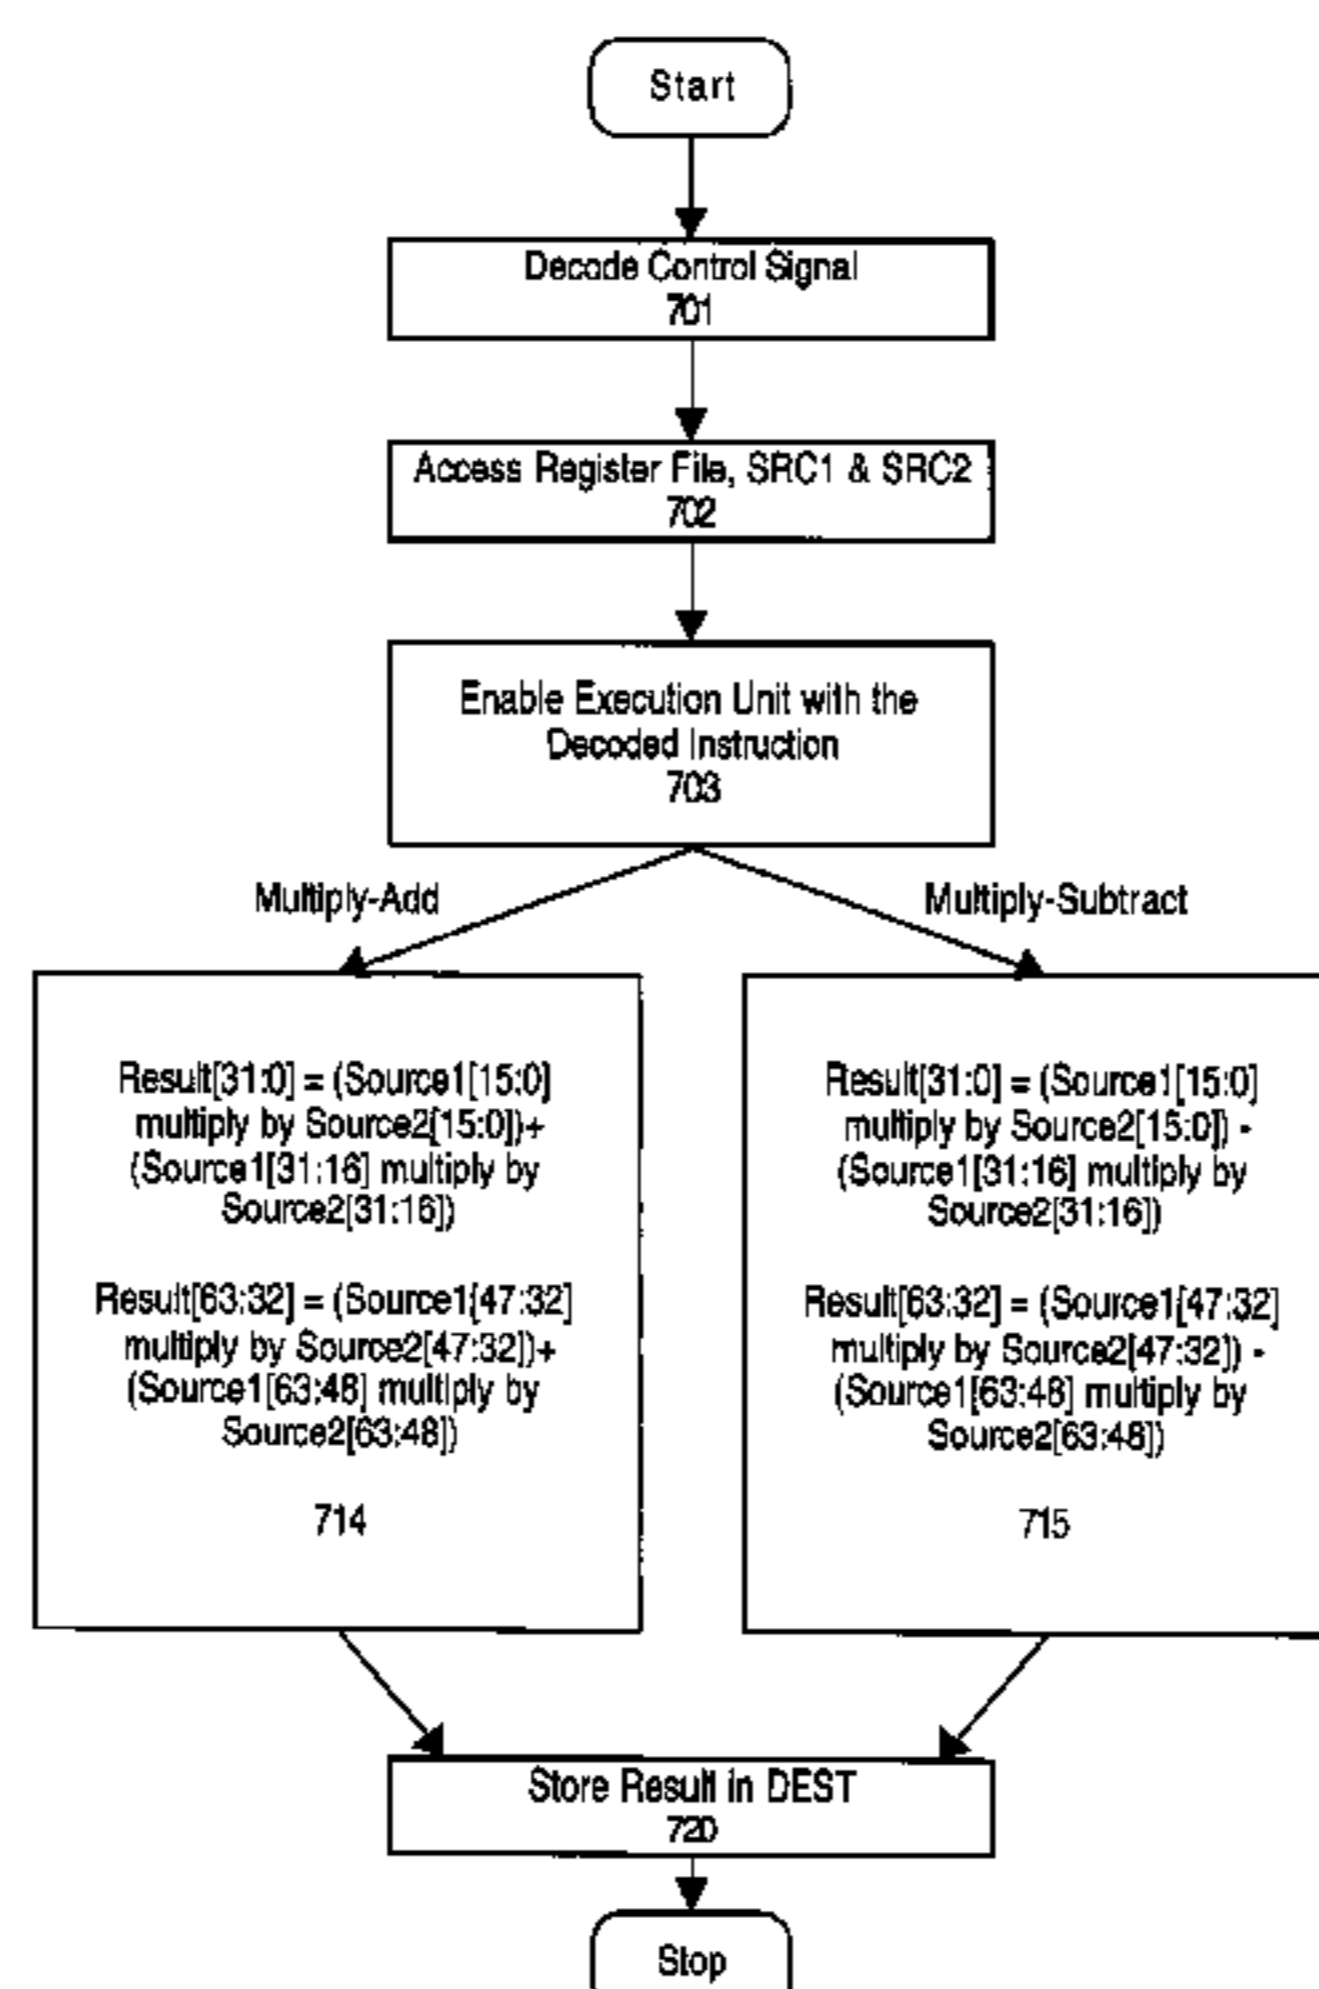 Start
Decode Control Signal
701
Access Register File, SRC1 & SRC2
702
Enable Execution Unit with the
Decoded Instruction
703
Multiply-Add
Multiply-Subtract
Result[31:0] = (Source1[15:0]
multiply by Source2[15:0])+
(Source1[31:16] multiply by
Source2[31:16])
Result[63:32] = (Source1[47:32]
multiply by Source2[47:32])+
(Source1[63:48] multiply by
Source2[63:48])
714
Result[31:0] = (Source1[15:0]
multiply by Source2[15:0]) -
(Source1[31:16] multiply by
Source2[31:16])
Result[63:32] = (Source1[47:32]
multiply by Source2[47:32]) -
(Source1[63:48] multiply by
Source2[63:48])
715
Store Result in DEST
720
Stop